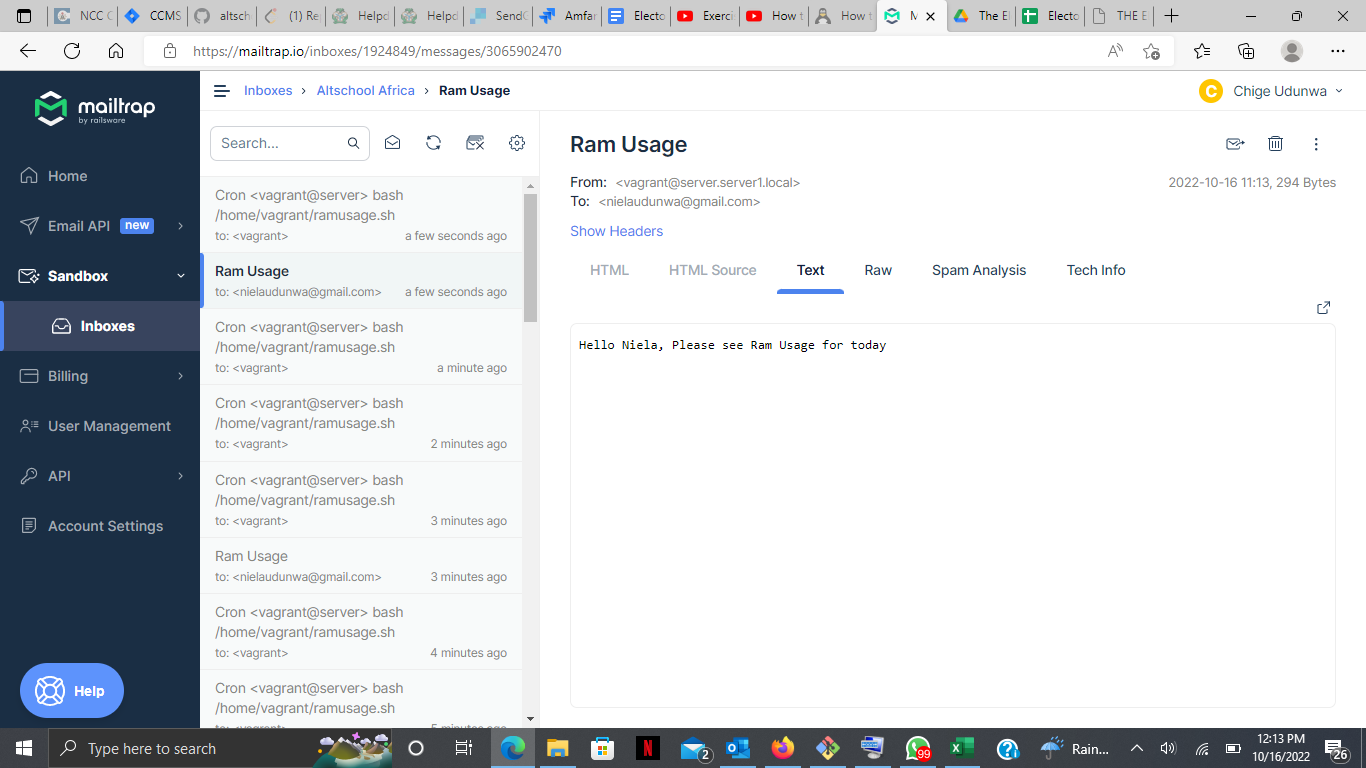 NCC C
CCMS
altsch
(1) Re
Helpd
Helpd
SendG
Amfar
Electo
Exerci
How t
How t
M
The El
Electo
THE E
https://mailtrap.io/inboxes/1924849/messages/3065902470
mailtrap
by railsware
Inboxes › Altschool Africa › Ram Usage
C Chige Udunwa
Search...
Home
Email API new
Sandbox
Inboxes
Billing
User Management
API
Account Settings
Help
Cron <vagrant@server> bash
/home/vagrant/ramusage.sh
to: <vagrant> a few seconds ago
Ram Usage
to: <nielaudunwa@gmail.com> a few seconds ago
Cron <vagrant@server> bash
/home/vagrant/ramusage.sh
to: <vagrant> a minute ago
Cron <vagrant@server> bash
/home/vagrant/ramusage.sh
to: <vagrant> 2 minutes ago
Cron <vagrant@server> bash
/home/vagrant/ramusage.sh
to: <vagrant> 3 minutes ago
Ram Usage
to: <nielaudunwa@gmail.com> 3 minutes ago
Cron <vagrant@server> bash
/home/vagrant/ramusage.sh
to: <vagrant> 4 minutes ago
Cron <vagrant@server> bash
/home/vagrant/ramusage.sh
to: <vagrant> 5 minutes ago
Ram Usage
From: <vagrant@server.server1.local> 2022-10-16 11:13, 294 Bytes
To: <nielaudunwa@gmail.com>
Show Headers
HTML HTML Source Text Raw Spam Analysis Tech Info
Hello Niela, Please see Ram Usage for today
Type here to search
2
99
Rain...
12:13 PM
10/16/2022
26